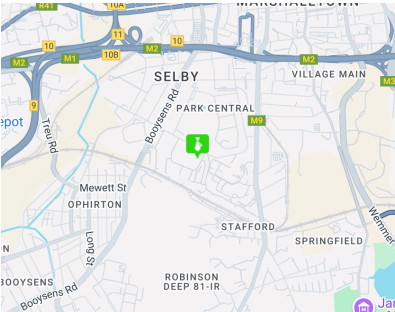 R41
10A
MARSHALLTOWN
11
M2
10
10
M1
10B
M2
M2
SELBY
VILLAGE MAIN
M3
9
PARK CENTRAL
Booysens Rd
Treu Rd
M9
Mewett St
OPHIRTON
Long St
STAFFORD
SPRINGFIELD
BOOYSENS
ROBINSON
DEEP 81-IR
Booysens Rd